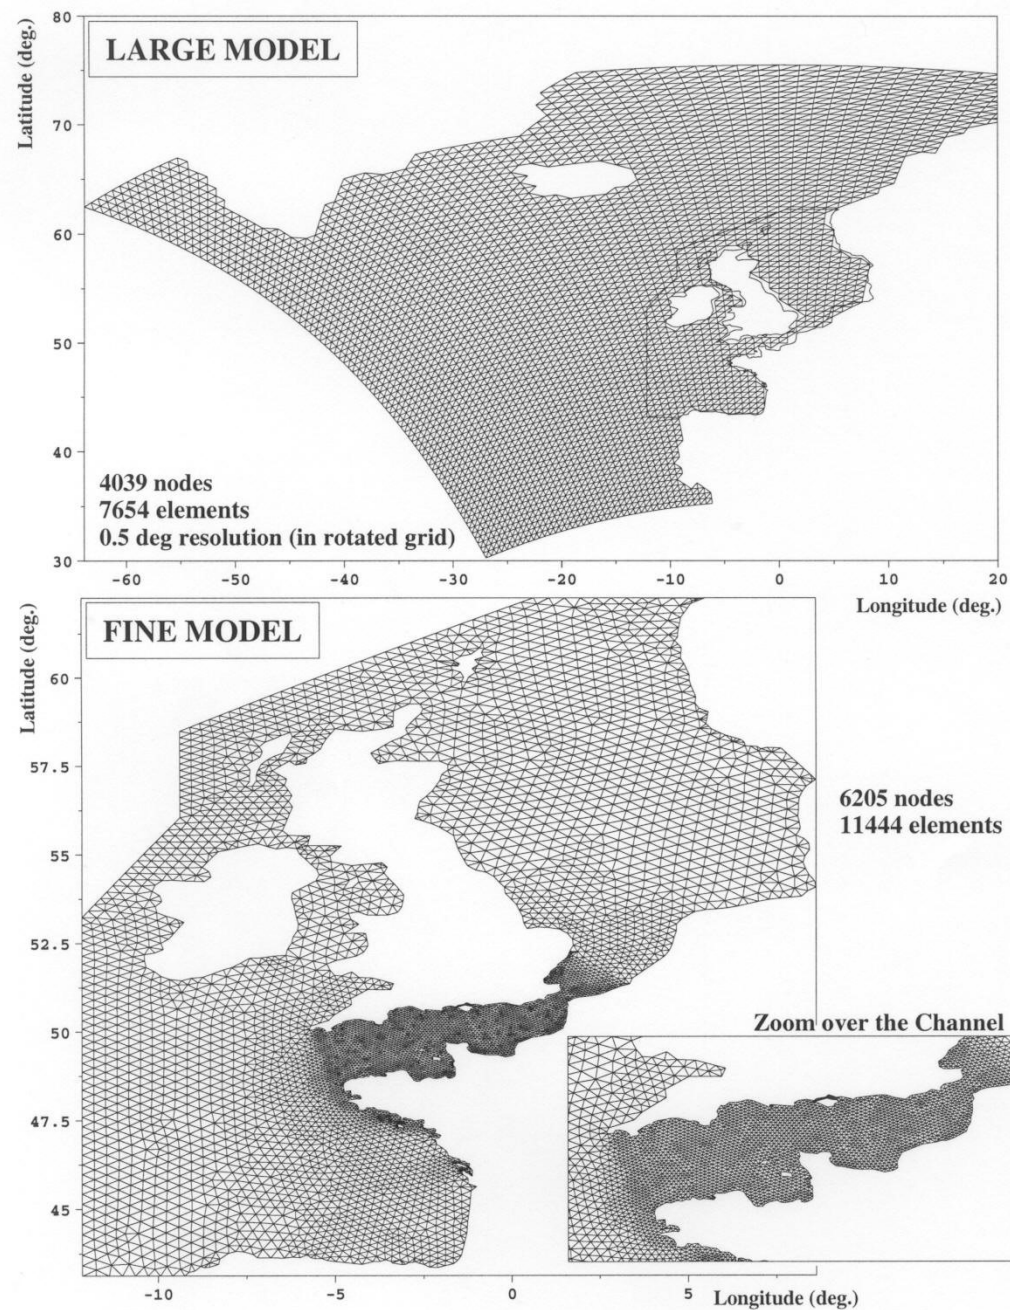 LARGE MODEL
Latitude (deg.)
80
70
60
50
40
30
4039 nodes
7654 elements
0.5 deg resolution (in rotated grid)
-60 -50 -40 -30 -20 -10 0 10 20
Longitude (deg.)
FINE MODEL
Latitude (deg.)
60
57.5
55
52.5
50
47.5
45
6205 nodes
11444 elements
Zoom over the Channel
-10 -5 0 5
Longitude (deg.)